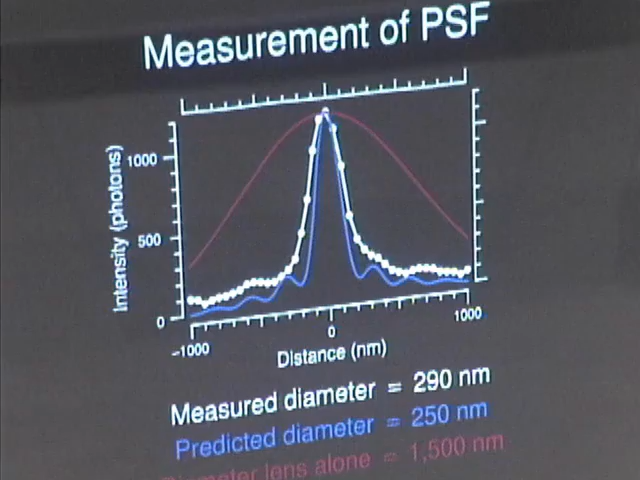 Measurement of PSF
Intensity (photons)
1000
500
0
-1000
0
1000
Distance (nm)
Measured diameter = 290 nm
Predicted diameter = 250 nm
Diameter lens alone = 1,500 nm